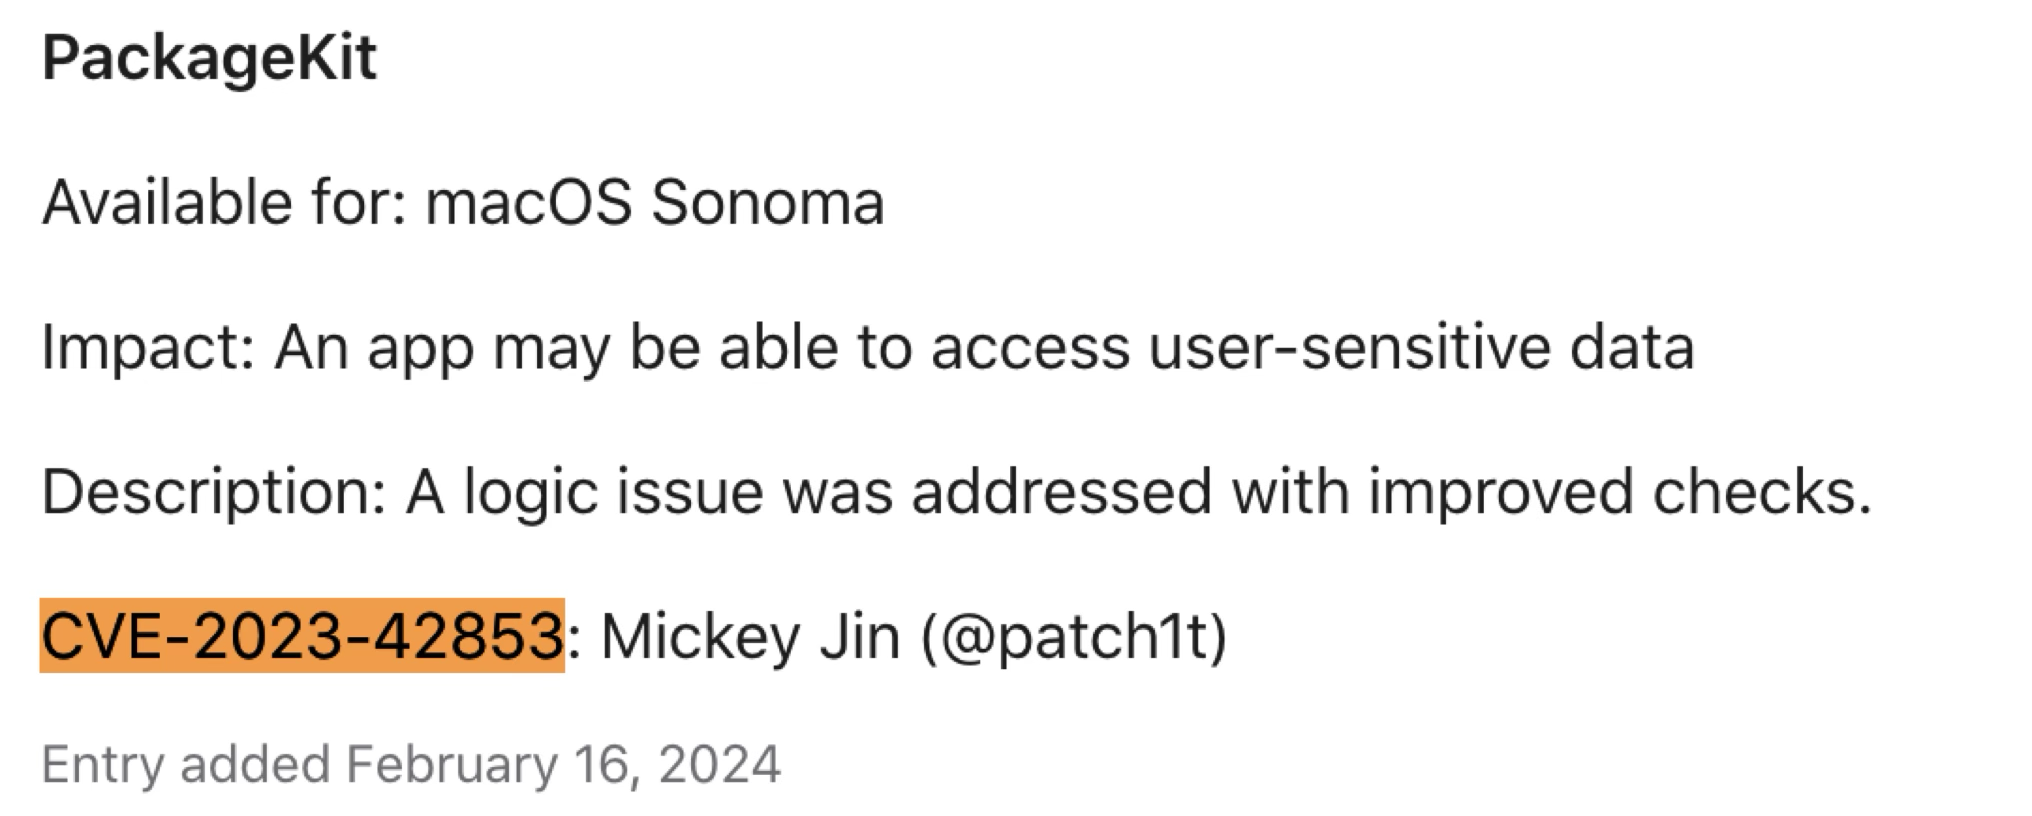 PackageKit
Available for: macOS Sonoma
Impact: An app may be able to access user-sensitive data
Description: A logic issue was addressed with improved checks.
CVE-2023-42853: Mickey Jin (@patch1t)
Entry added February 16, 2024